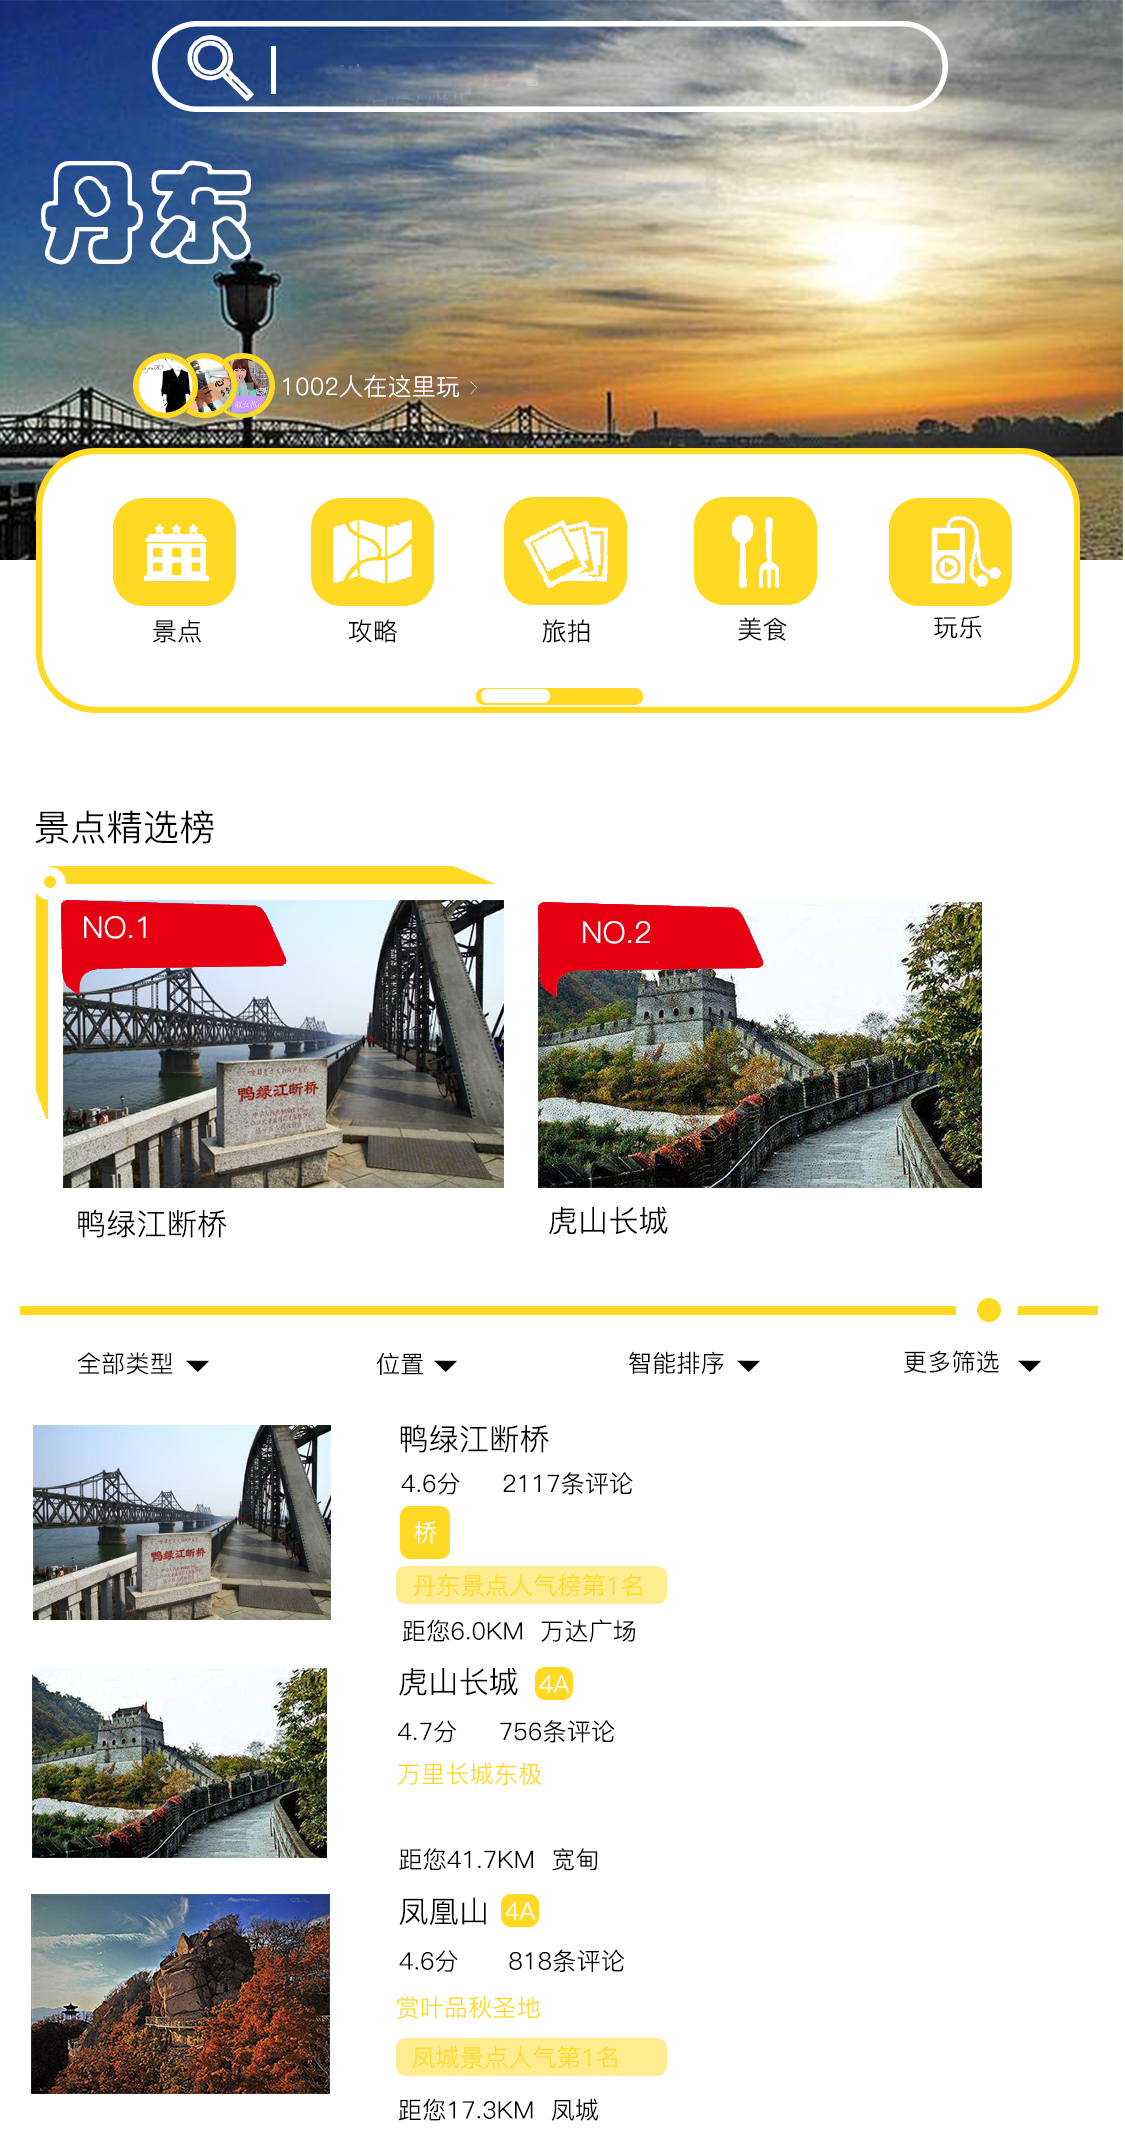 丹东
1002人在这里玩 >
景点 攻略 旅拍 美食 玩乐
景点精选榜
NO.1 NO.2
鸭绿江断桥
鸭绿江断桥 虎山长城
全部类型 位置 智能排序 更多筛选
鸭绿江断桥
4.6分 2117条评论
桥
丹东景点人气榜第1名
距您6.0KM 万达广场
鸭绿江断桥
虎山长城 4A
4.7分 756条评论
万里长城东极
距您41.7KM 宽甸
凤凰山 4A
4.6分 818条评论
赏叶品秋圣地
凤城景点人气第1名
距您17.3KM 凤城